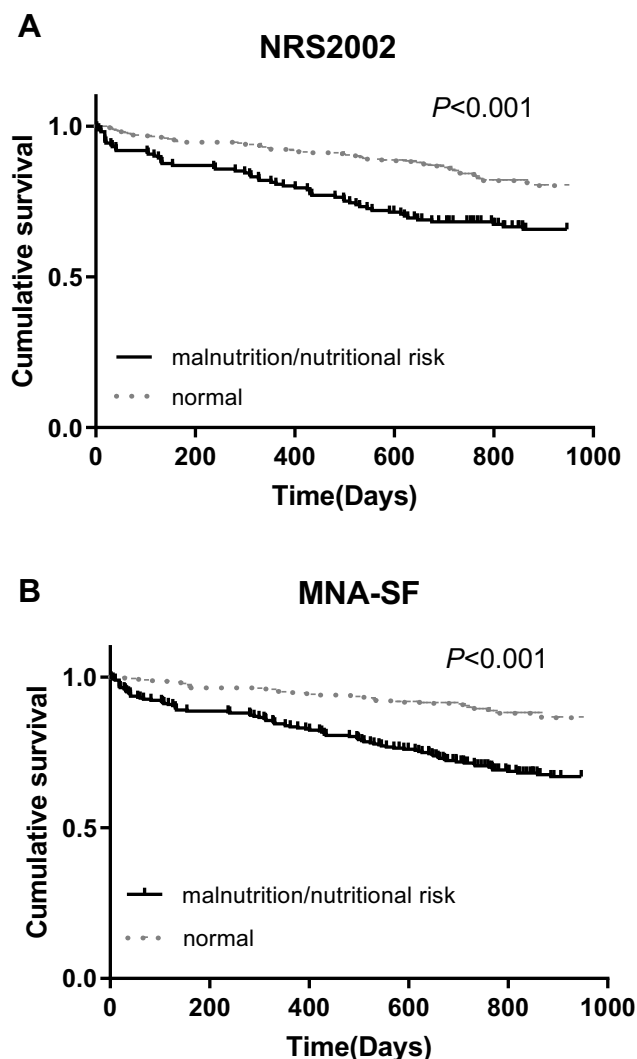 A
NRS2002
P<0.001
1.0
0.5
0.0
Cumulative survival
malnutrition/nutritional risk
normal
0 200 400 600 800 1000
Time(Days)
B
MNA-SF
P<0.001
1.0
0.5
0.0
Cumulative survival
malnutrition/nutritional risk
normal
0 200 400 600 800 1000
Time(Days)